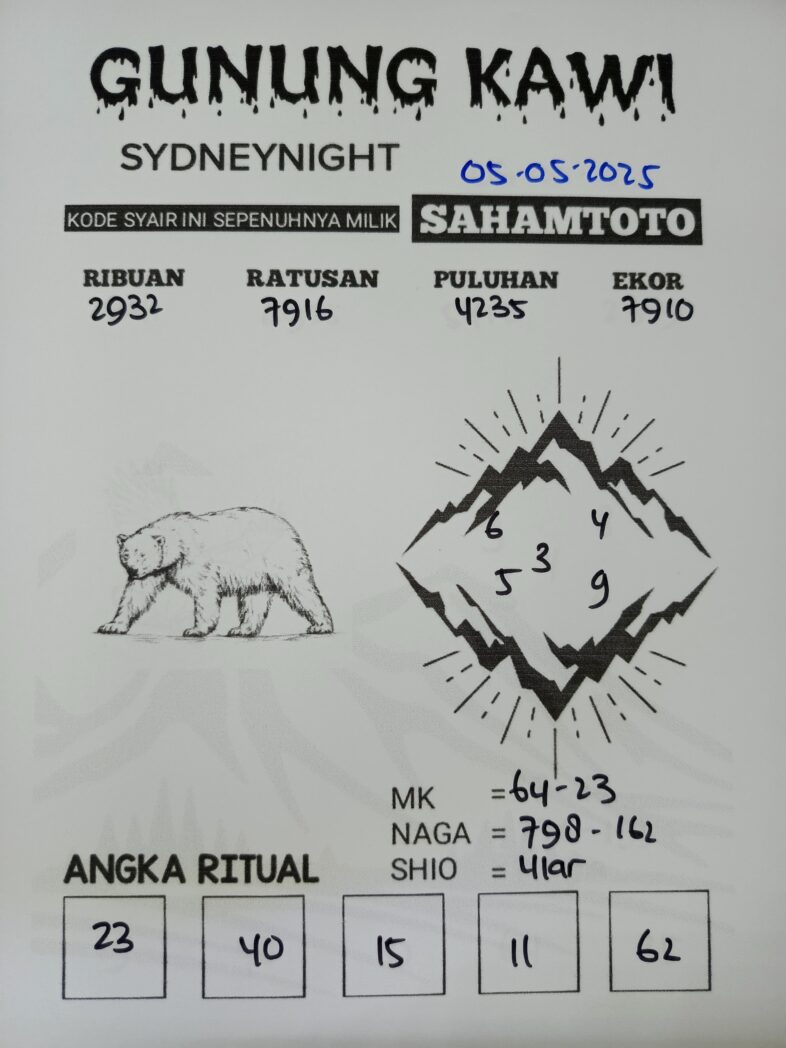 GUNUNG KAWI
SYDNEYNIGHT
05-05-2025
KODE SYAIR INI SEPENUHNYA MILIK SAHAMTOTO
RIBUAN RATUSAN PULUHAN EKOR
2932 7916 4235 7910
6 4
3
5 9
MK = 64-23
NAGA = 798-162
SHIO = Ular
ANGKA RITUAL
23 40 15 11 62